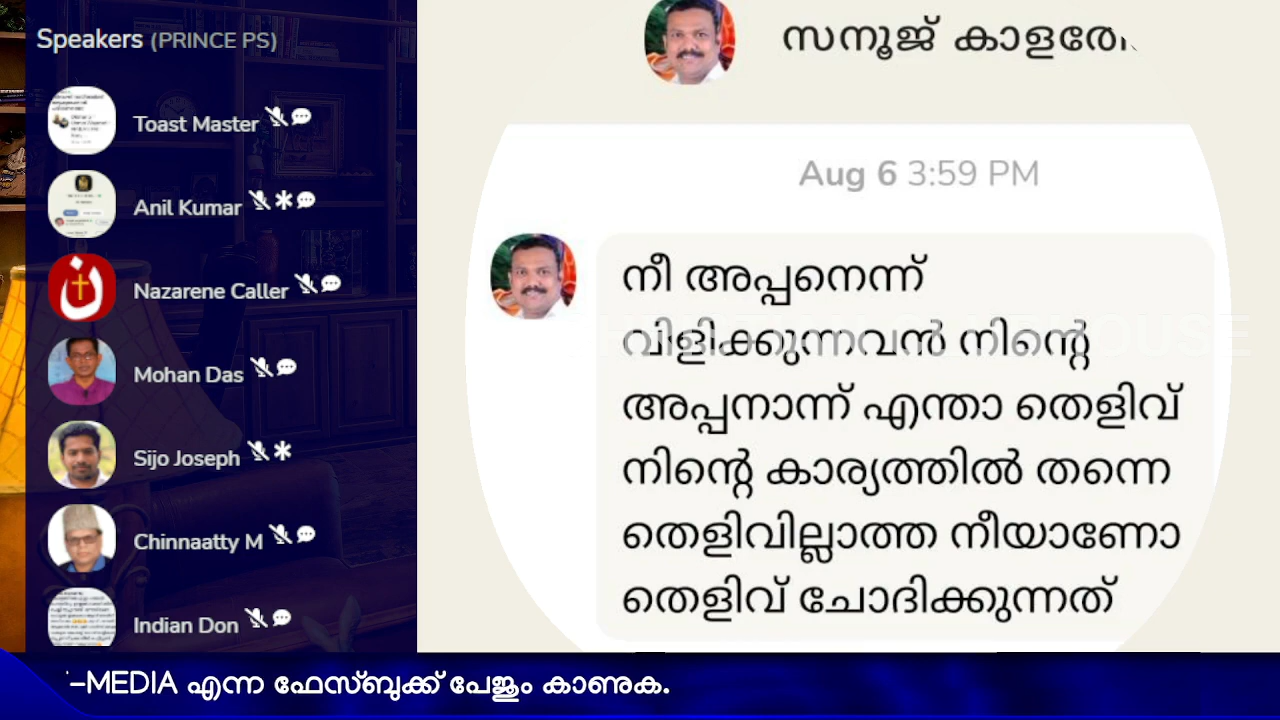 Speakers (PRINCE PS)
Toast Master
Anil Kumar
Nazarene Caller
Mohan Das
Sijo Joseph
Chinnaatty M
Indian Don
സനൂജ്
Aug 6 3:59 PM
നീ അപ്പനെന്ന്
വിളിക്കുന്നവൻ നിന്റെ
അപ്പനാന്ന് എന്താ തെളിവ്
നിന്റെ കാര്യത്തിൽ തന്നെ
തെളിവില്ലാത്ത നീയാണോ
തെളിവ് ചോദിക്കുന്നത്
-MEDIA എന്ന ഫേസ്ബുക്ക് പേജും കാണുക.